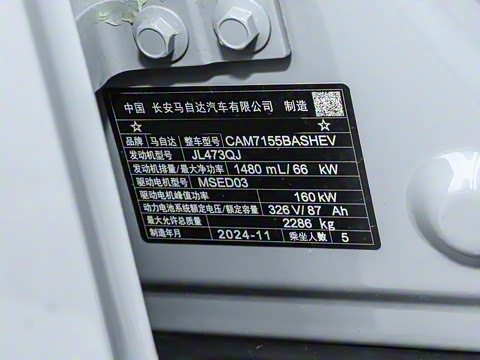 中国 长安马自达汽车有限公司 制造
☆ ☆
品牌 马自达 整车型号 CAM7155BASHEV
发动机型号 JL473QJ
发动机排量/最大净功率 1480 mL/66 kW
驱动电机型号 MSED03
驱动电机峰值功率 160 kW
动力电池系统额定电压/额定容量 326 V/87 Ah
最大允许总质量 2286 kg
制造年月 2024-11 乘坐人数 5